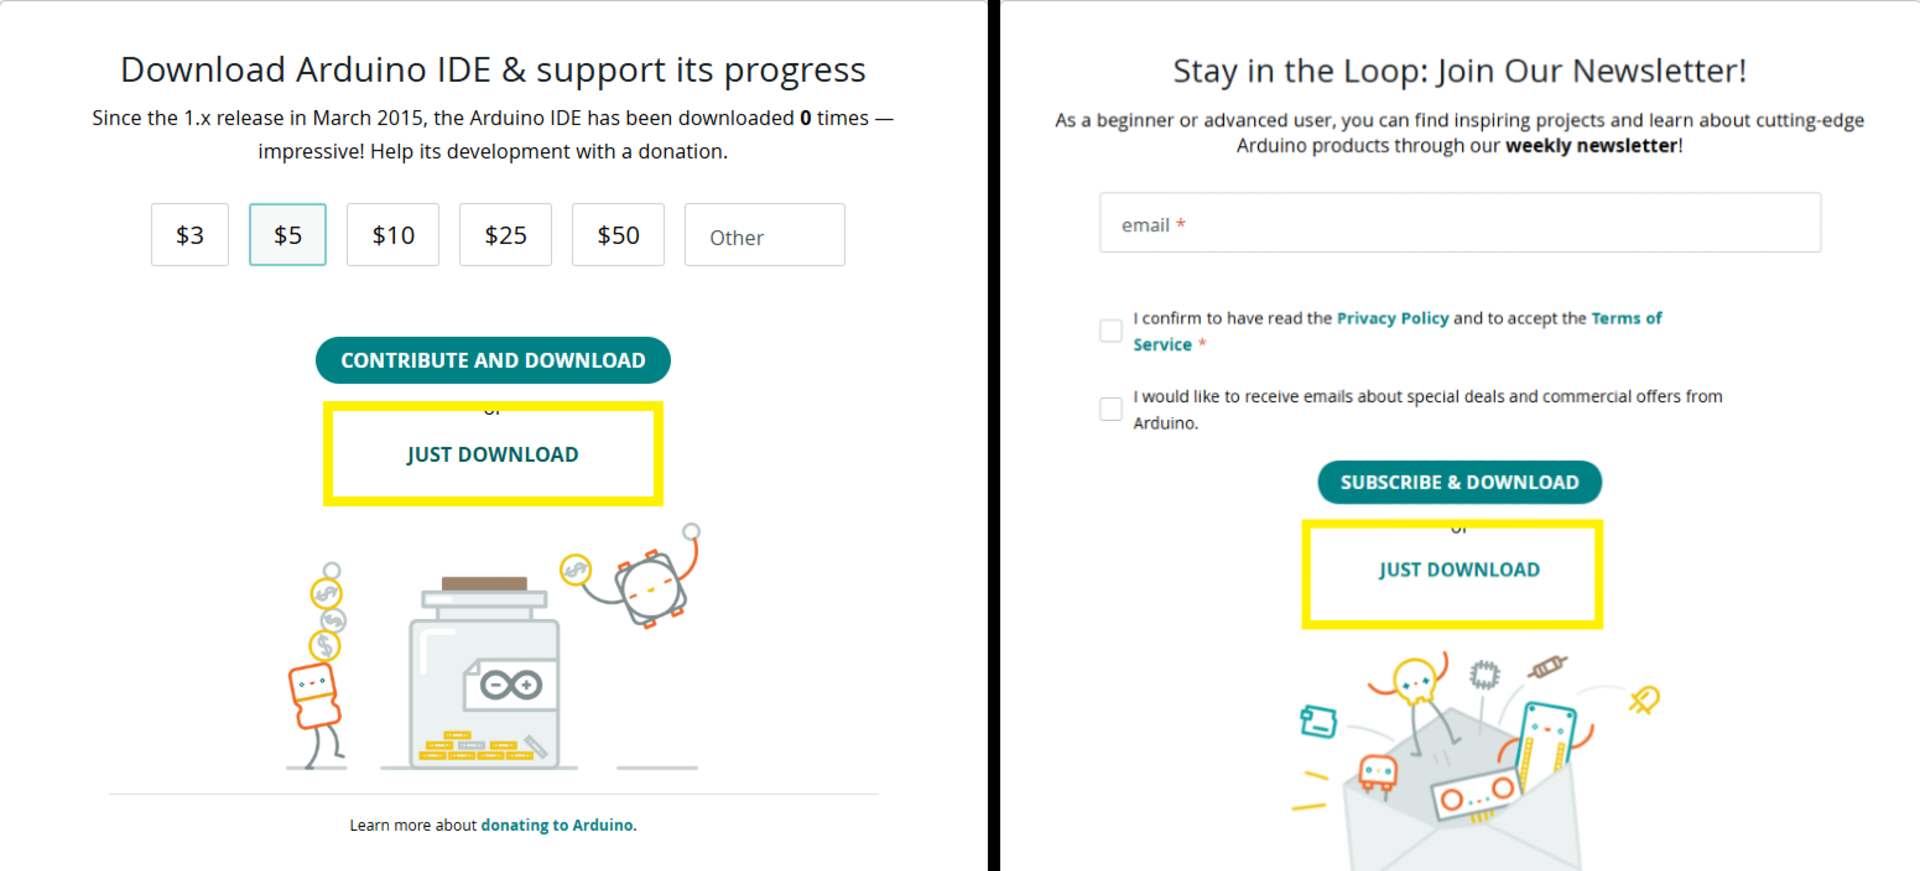 Download Arduino IDE & support its progress
Since the 1.x release in March 2015, the Arduino IDE has been downloaded 0 times —
impressive! Help its development with a donation.
$3
$5
$10
$25
$50
Other
CONTRIBUTE AND DOWNLOAD
or
JUST DOWNLOAD
Learn more about donating to Arduino.
Stay in the Loop: Join Our Newsletter!
As a beginner or advanced user, you can find inspiring projects and learn about cutting-edge
Arduino products through our weekly newsletter!
email *
I confirm to have read the Privacy Policy and to accept the Terms of
Service *
I would like to receive emails about special deals and commercial offers from
Arduino.
SUBSCRIBE & DOWNLOAD
or
JUST DOWNLOAD